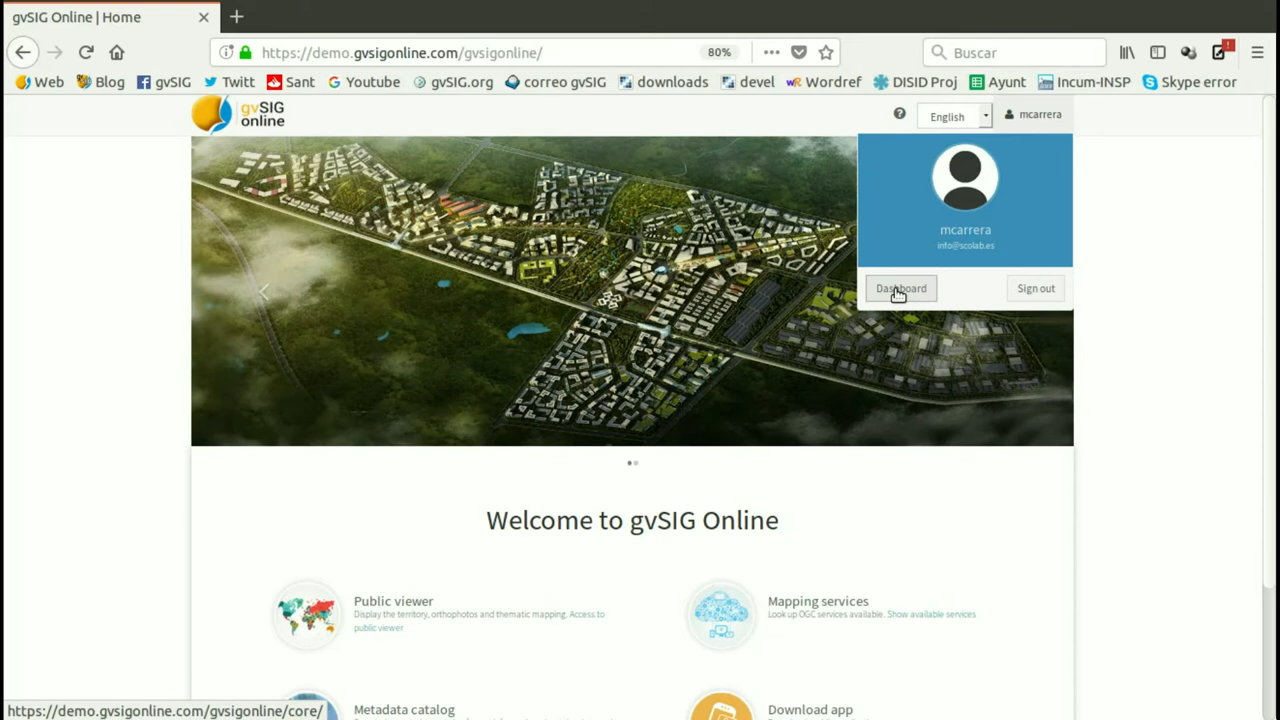 gvSIG Online | Home
https://demo.gvsigonline.com/gvsigonline/
80%
Buscar
Web
Blog
gvSIG
Twitt
Sant
Youtube
gvSIG.org
correo gvSIG
downloads
devel
Wordref
DISID Proj
Ayunt
Incum-INSP
Skype error
gvSIG
online
English
mcarrera
mcarrera
info@scolab.es
Dashboard
Sign out
Welcome to gvSIG Online
Public viewer
Display the territory, orthophotos and thematic mapping. Access to
public viewer
Mapping services
Look up OGC services available. Show available services
Metadata catalog
Download app
https://demo.gvsigonline.com/gvsigonline/core/